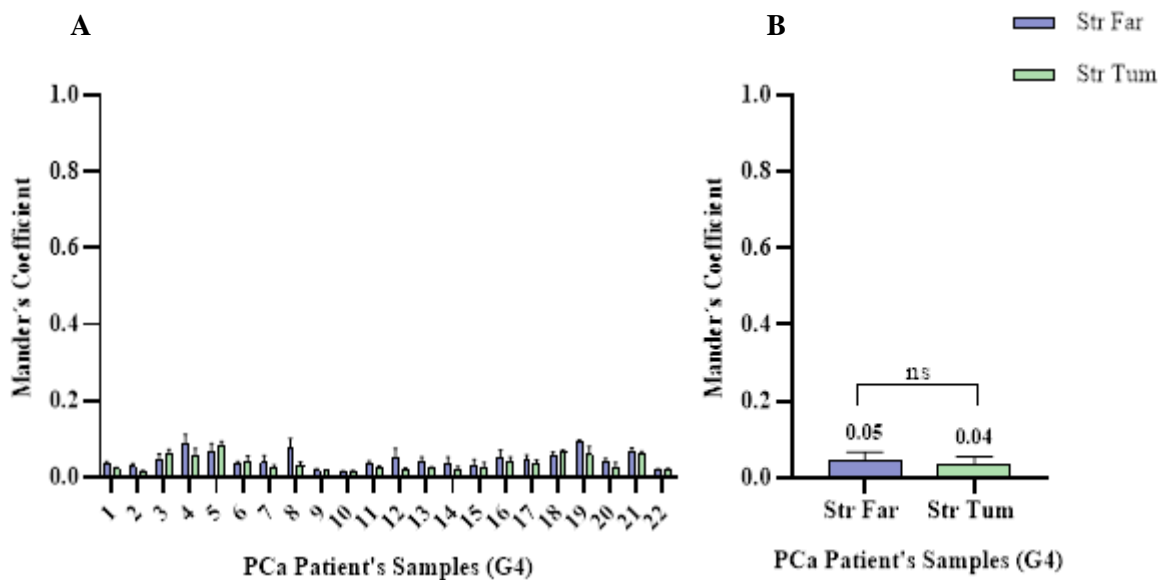 A
Mander´s Coefficient
1.0
0.8
0.6
0.4
0.2
0.0
1 2 3 4 5 6 7 8 9 10 11 12 13 14 15 16 17 18 19 20 21 22
PCa Patient's Samples (G4)
B
Str Far
Str Tum
Mander´s Coefficient
1.0
0.8
0.6
0.4
0.2
0.0
ns
0.05 0.04
Str Far Str Tum
PCa Patient's Samples (G4)